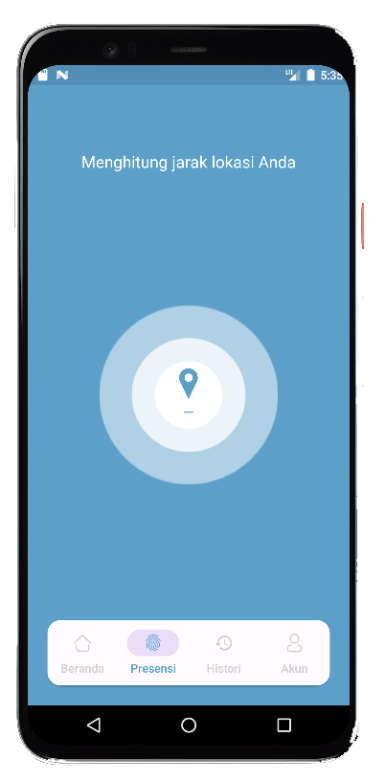 5:35
Menghitung jarak lokasi Anda
Beranda
Presensi
Histori
Akun